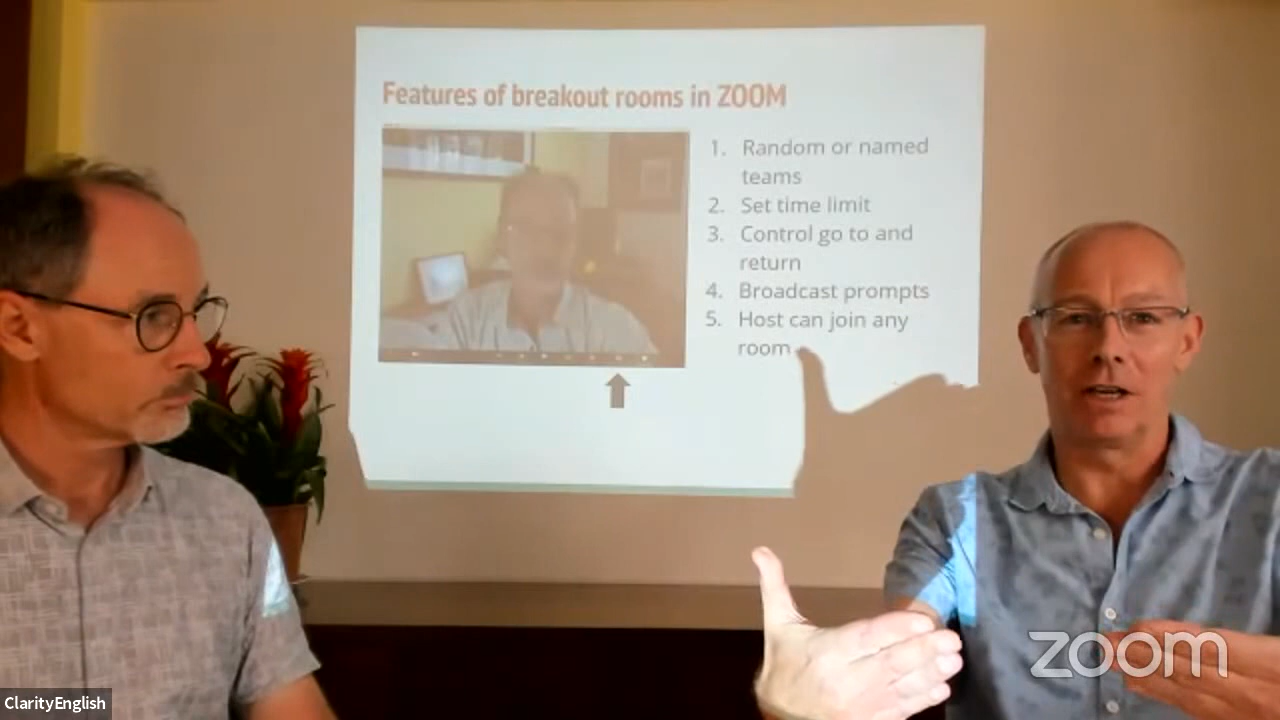 Features of breakout rooms in ZOOM
1. Random or named
teams
2. Set time limit
3. Control go to and
return
4. Broadcast prompts
5. Host can join any
room
zoom
ClarityEnglish